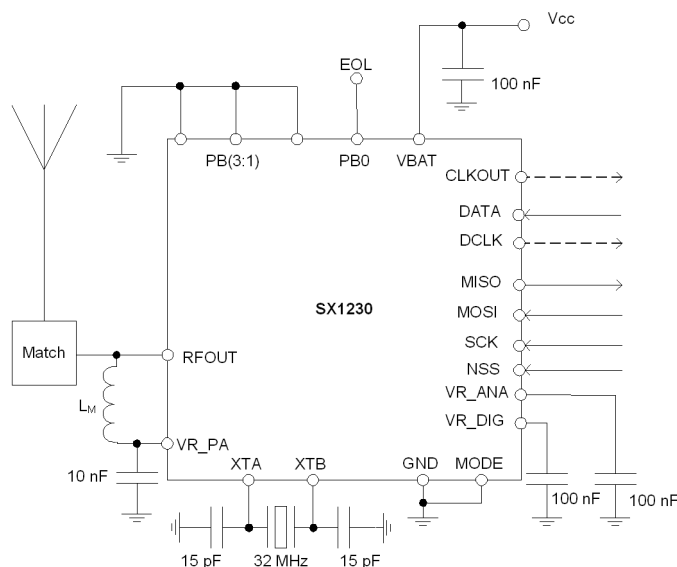 Vcc
EOL
100 nF
PB(3:1)
PB0
VBAT
CLKOUT
DATA
DCLK
MISO
SX1230
MOSI
SCK
Match
RFOUT
NSS
VR_ANA
LM
VR_DIG
VR_PA
XTA
XTB
GND
MODE
10 nF
100 nF
100 nF
15 pF
32 MHz
15 pF